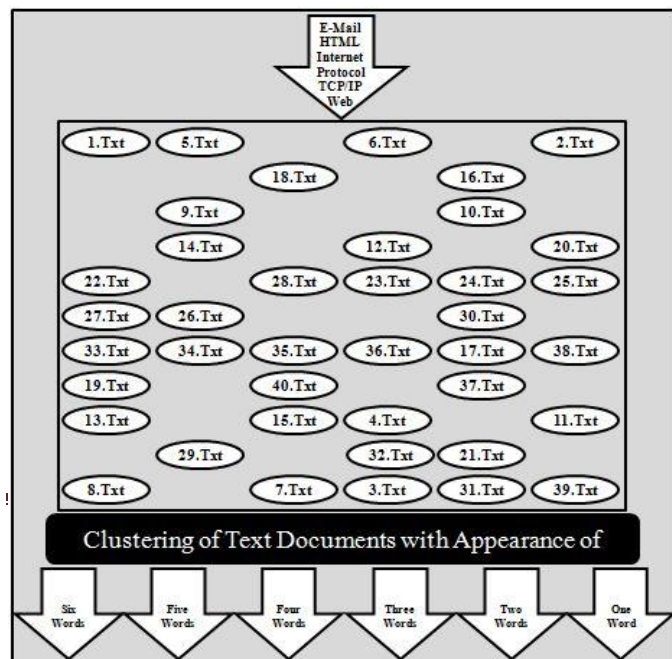 E-Mail
HTML
Internet
Protocol
TCP/IP
Web
1.Txt 5.Txt 6.Txt 2.Txt
18.Txt 16.Txt
9.Txt 10.Txt
14.Txt 12.Txt 20.Txt
22.Txt 28.Txt 23.Txt 24.Txt 25.Txt
27.Txt 26.Txt 30.Txt
33.Txt 34.Txt 35.Txt 36.Txt 17.Txt 38.Txt
19.Txt 40.Txt 37.Txt
13.Txt 15.Txt 4.Txt 11.Txt
29.Txt 32.Txt 21.Txt
8.Txt 7.Txt 3.Txt 31.Txt 39.Txt
!
Clustering of Text Documents with Appearance of
Six Five Four Three Two One
Words Words Words Words Words Word